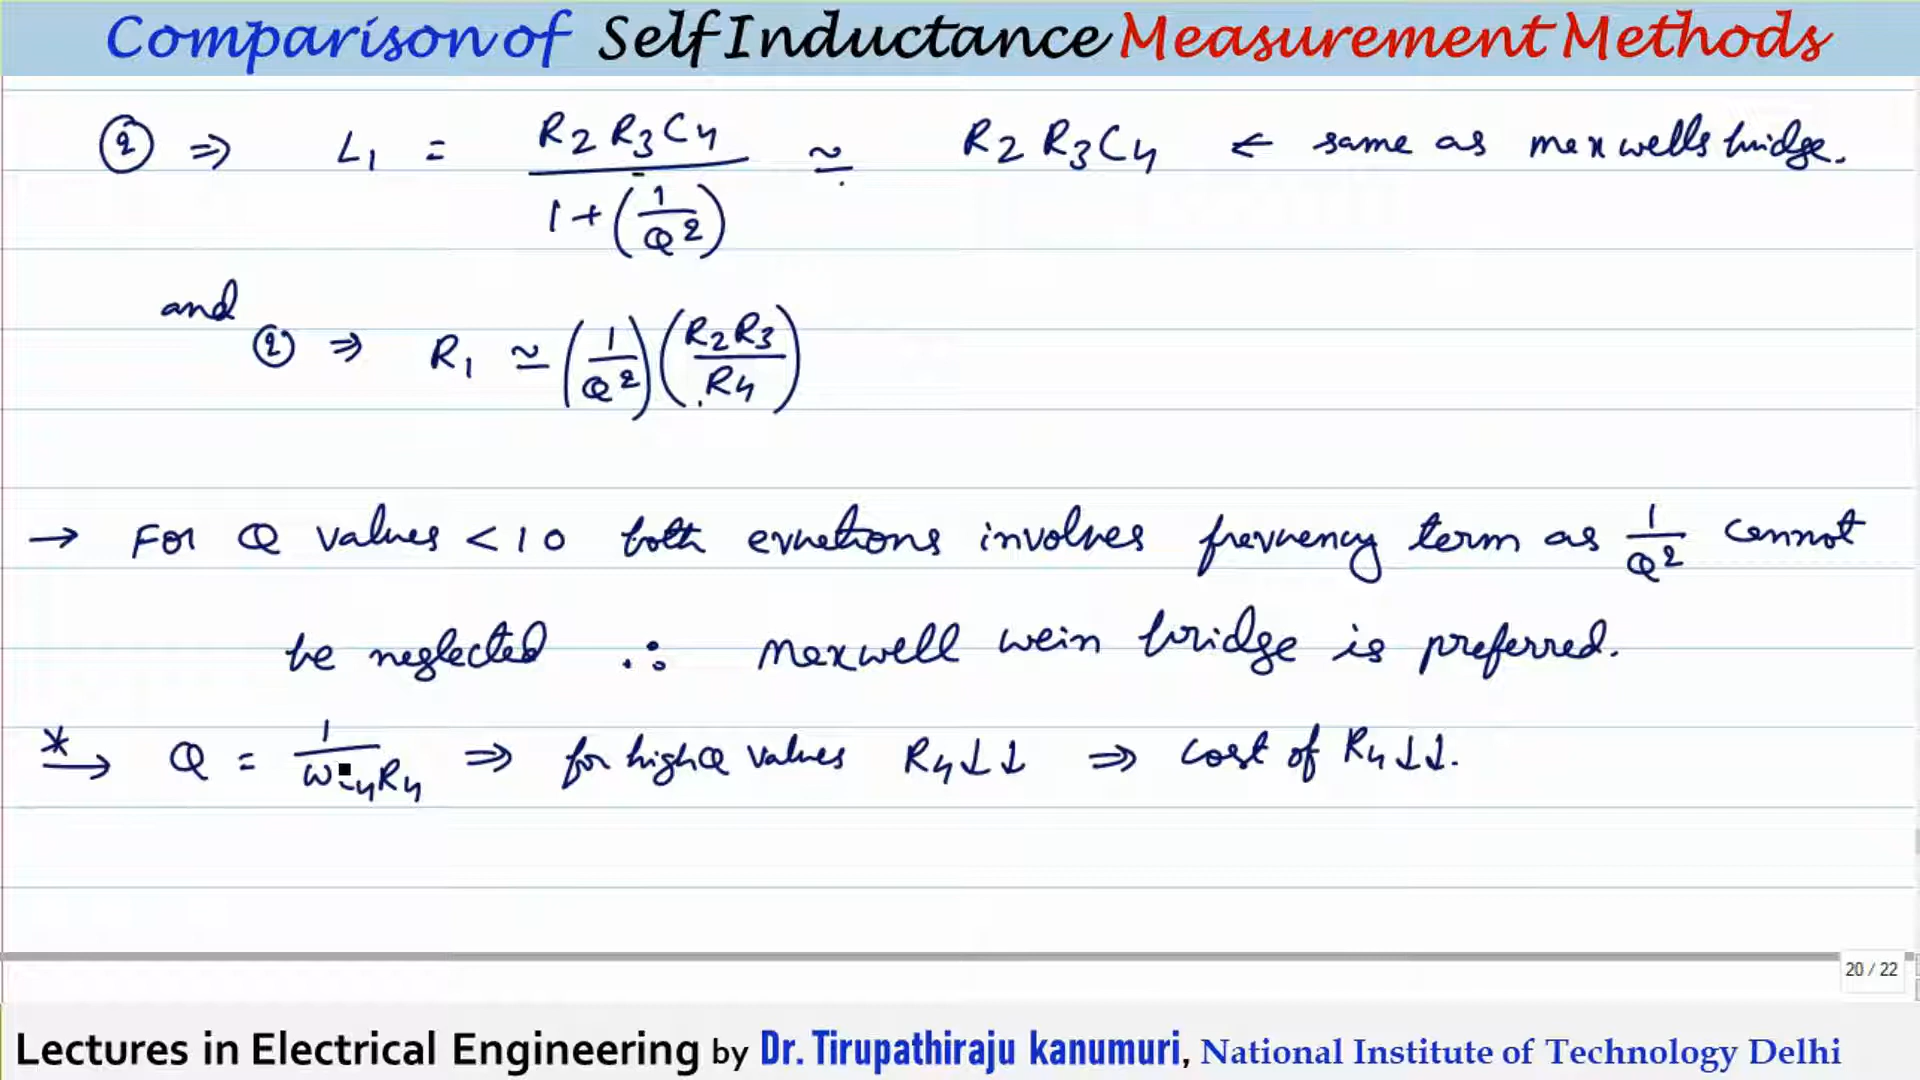 Comparison of Self Inductance Measurement Methods
② ⇒ L₁ = R₂R₃C₄ / (1 + (1/Q²)) ≃ R₂R₃C₄ ← same as maxwells bridge.
and
② ⇒ R₁ ≃ (1/Q²)(R₂R₃/R₄)
→ For Q values < 10 both equations involves frequency term as 1/Q² cannot
be neglected ∴ maxwell wein bridge is preferred.
*→ Q = 1/(ωC₄R₄) ⇒ for high Q values R₄↓↓ ⇒ cost of R₄↓↓.
20 / 22
Lectures in Electrical Engineering by Dr. Tirupathiraju kanumuri, National Institute of Technology Delhi